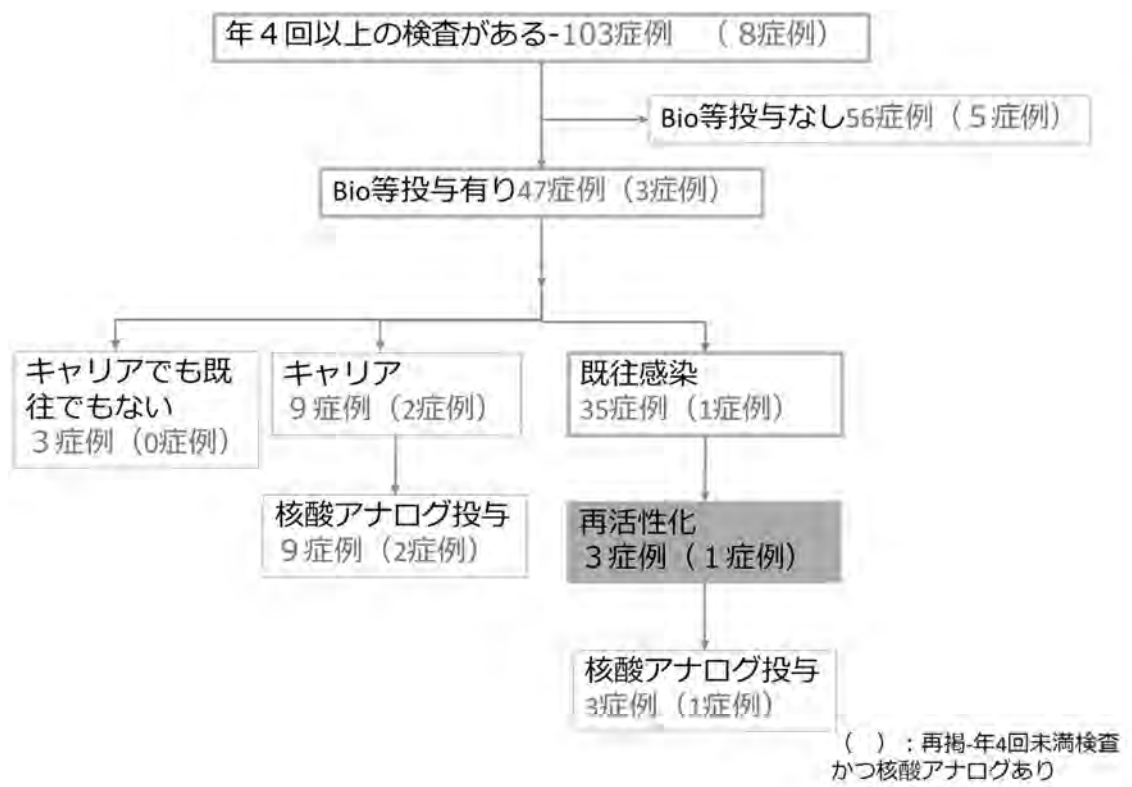 年４回以上の検査がある-103症例　（８症例）
Bio等投与なし56症例（５症例）
Bio等投与有り47症例（3症例）
キャリアでも既
往でもない
３症例（0症例）
キャリア
９症例（2症例）
既往感染
35症例（1症例）
核酸アナログ投与
９症例（2症例）
再活性化
３症例（１症例）
核酸アナログ投与
3症例（1症例）
（　）：再掲-年4回未満検査
かつ核酸アナログあり